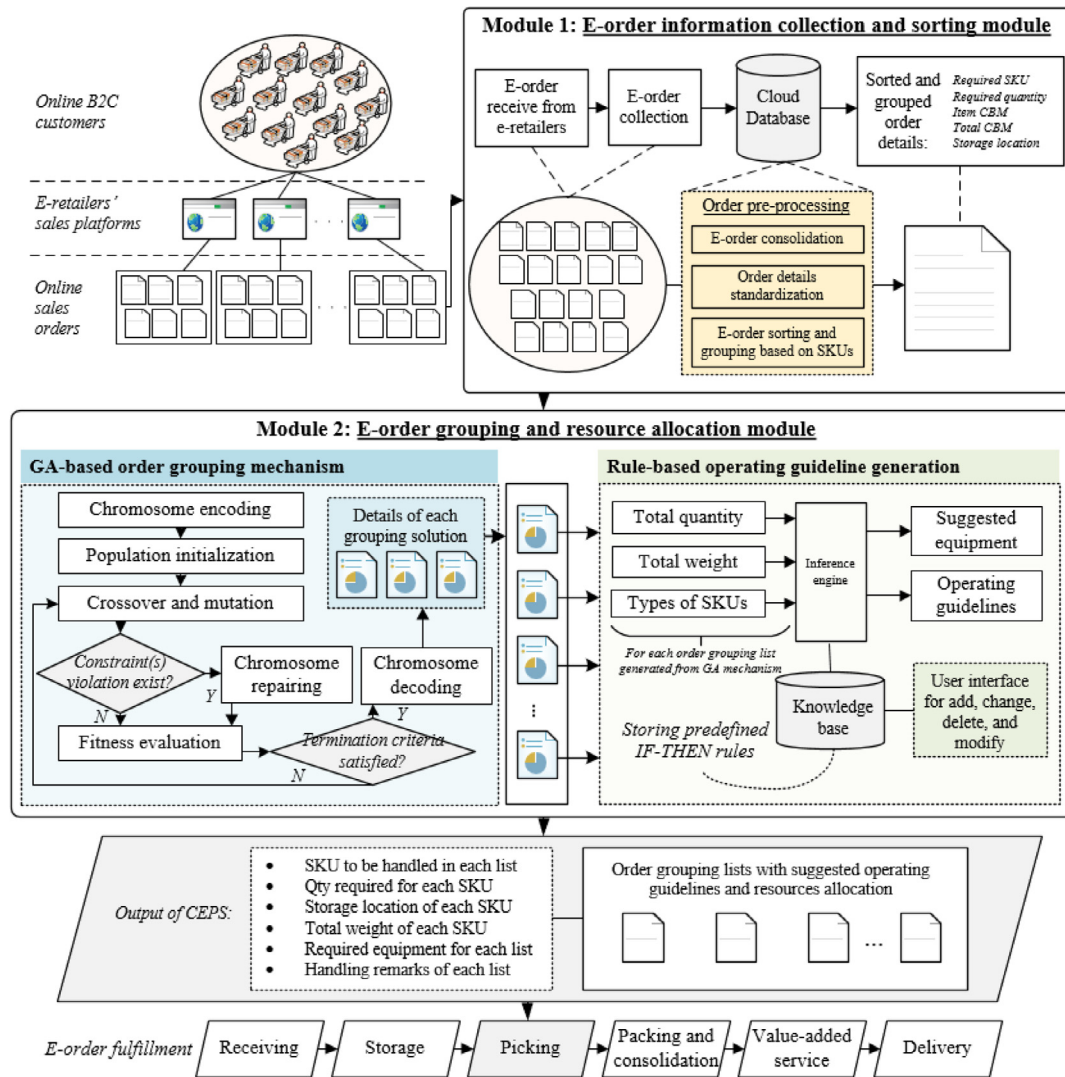 Module 1: E-order information collection and sorting module
Online B2C
customers
E-retailers'
sales platforms
Online
sales
orders
E-order
receive from
e-retailers
E-order
collection
Cloud
Database
Sorted and
grouped
order
details:
Required SKU
Required quantity
Item CBM
Total CBM
Storage location
Order pre-processing
E-order consolidation
Order details
standardization
E-order sorting and
grouping based on SKUs
Module 2: E-order grouping and resource allocation module
GA-based order grouping mechanism
Chromosome encoding
Population initialization
Crossover and mutation
Constraint(s)
violation exist?
Y
N
Chromosome
repairing
Fitness evaluation
Termination criteria
satisfied?
Y
N
Chromosome
decoding
Details of each
grouping solution
...
Rule-based operating guideline generation
Total quantity
Total weight
Types of SKUs
For each order grouping list
generated from GA mechanism
Inference
engine
Suggested
equipment
Operating
guidelines
Knowledge
base
Storing predefined
IF-THEN rules
User interface
for add, change,
delete, and
modify
Output of CEPS:
• SKU to be handled in each list
• Qty required for each SKU
• Storage location of each SKU
• Total weight of each SKU
• Required equipment for each list
• Handling remarks of each list
Order grouping lists with suggested operating
guidelines and resources allocation
...
E-order fulfillment
Receiving
Storage
Picking
Packing and
consolidation
Value-added
service
Delivery